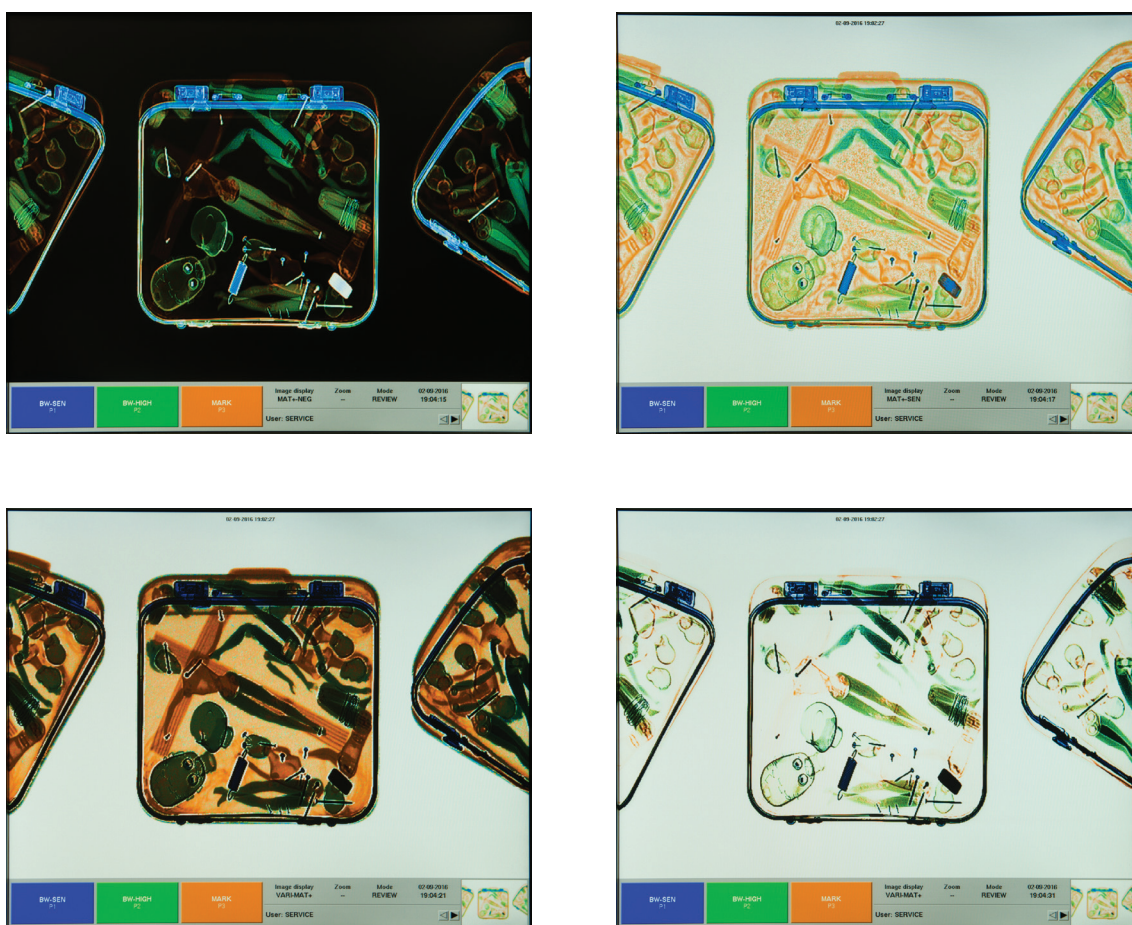 02-09-2016 19:02:27
BW-SEN
P1
BW-HIGH
P2
MARK
P3
Image display
MAT+-NEG
Zoom
--
Mode
REVIEW
02-09-2016
19:04:15
User: SERVICE
BW-SEN
P1
BW-HIGH
P2
MARK
P3
Image display
MAT+-SEN
Zoom
--
Mode
REVIEW
02-09-2016
19:04:17
User: SERVICE
02-09-2016 19:02:27
02-09-2016 19:02:27
BW-SEN
P1
BW-HIGH
P2
MARK
P3
Image display
VARI-MAT+
Zoom
--
Mode
REVIEW
02-09-2016
19:04:21
User: SERVICE
BW-SEN
P1
BW-HIGH
P2
MARK
P3
Image display
VARI-MAT+
Zoom
--
Mode
REVIEW
02-09-2016
19:04:31
User: SERVICE